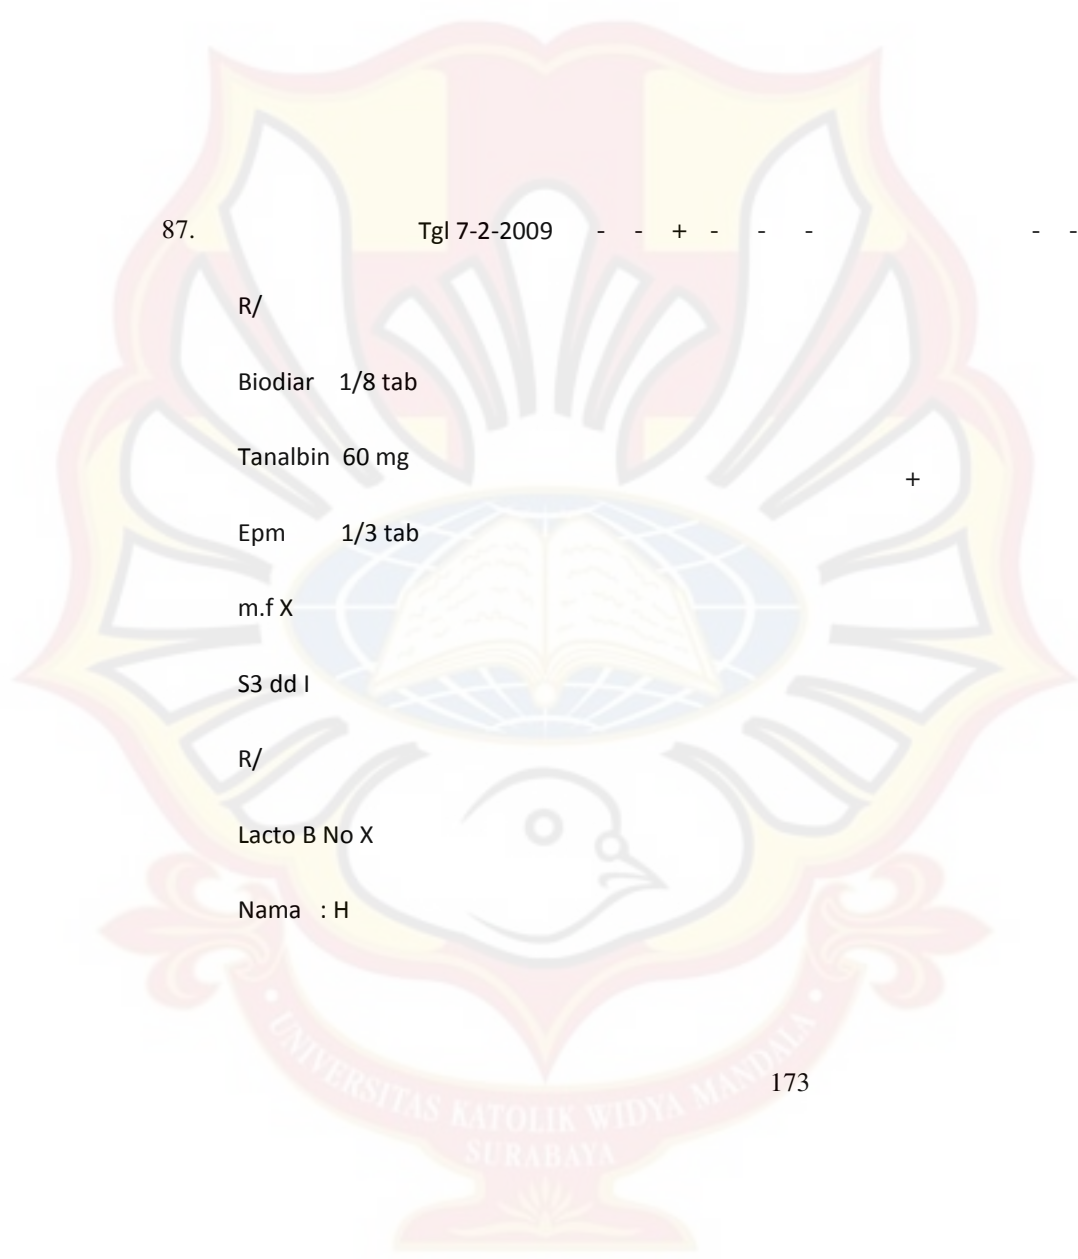 87. Tgl 7-2-2009 - - + - - - - -
R/
Biodiar 1/8 tab
Tanalbin 60 mg
+
Epm 1/3 tab
m.f X
S3 dd I
R/
Lacto B No X
Nama : H
173
UNIVERSITAS KATOLIK WIDYA MANDALA
SURABAYA